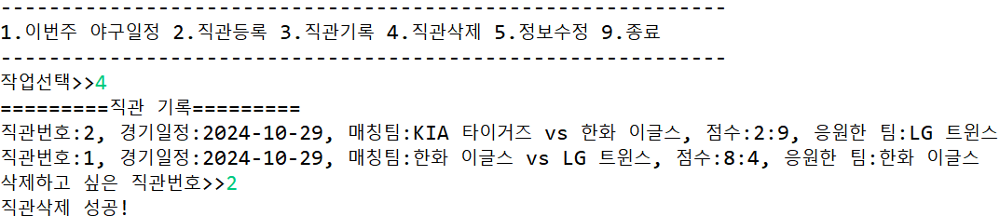 ------------------------------------------------------------
1.이번주 야구일정 2.직관등록 3.직관기록 4.직관삭제 5.정보수정 9.종료
------------------------------------------------------------
작업선택>>4
=========직관 기록=========
직관번호:2, 경기일정:2024-10-29, 매칭팀:KIA 타이거즈 vs 한화 이글스, 점수:2:9, 응원한 팀:LG 트윈스
직관번호:1, 경기일정:2024-10-29, 매칭팀:한화 이글스 vs LG 트윈스, 점수:8:4, 응원한 팀:한화 이글스
삭제하고 싶은 직관번호>>2
직관삭제 성공!